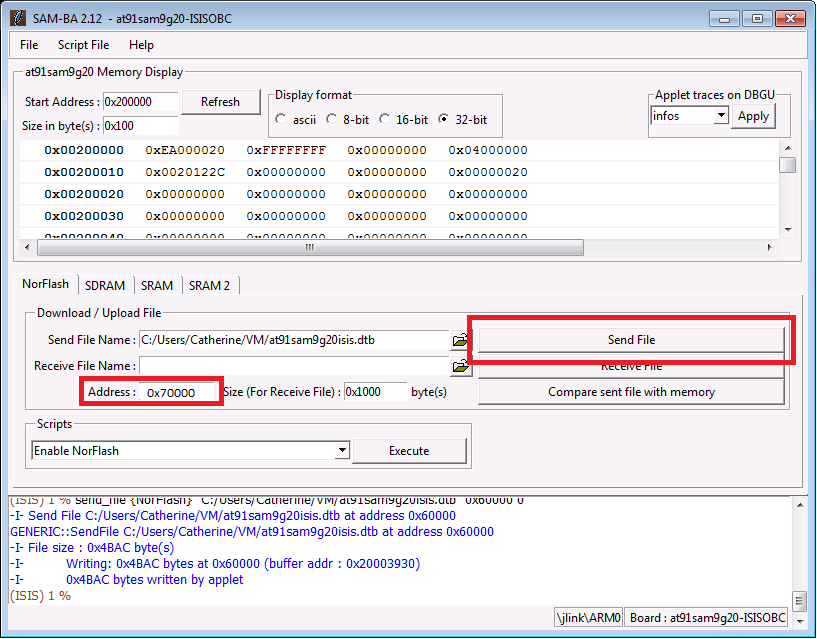 SAM-BA 2.12 - at91sam9g20-ISISOBC
File Script File Help
at91sam9g20 Memory Display
Start Address : 0x200000 Refresh
Size in byte(s) : 0x100
Display format
ascii 8-bit 16-bit 32-bit
Applet traces on DBGU
infos Apply
0x00200000 0xEA000020 0xFFFFFFFF 0x00000000 0x04000000
0x00200010 0x0020122C 0x00000000 0x00000000 0x00000020
0x00200020 0x00000000 0x00000000 0x00000000 0x00000000
0x00200030 0x00000000 0x00000000 0x00000000 0x00000000
0x00200040 0x00000000 0x00000000 0x00000000 0x00000000
NorFlash SDRAM SRAM SRAM 2
Download / Upload File
Send File Name : C:/Users/Catherine/VM/at91sam9g20isis.dtb Send File
Receive File Name : Receive File
Address : 0x70000 Size (For Receive File) : 0x1000 byte(s) Compare sent file with memory
Scripts
Enable NorFlash Execute
(ISIS) 1 % send_file {NorFlash} "C:/Users/Catherine/VM/at91sam9g20isis.dtb" 0x60000 0
-I- Send File C:/Users/Catherine/VM/at91sam9g20isis.dtb at address 0x60000
GENERIC::SendFile C:/Users/Catherine/VM/at91sam9g20isis.dtb at address 0x60000
-I- File size : 0x4BAC byte(s)
-I- Writing: 0x4BAC bytes at 0x60000 (buffer addr : 0x20003930)
-I- 0x4BAC bytes written by applet
(ISIS) 1 %
\jlink\ARM0 Board : at91sam9g20-ISISOBC